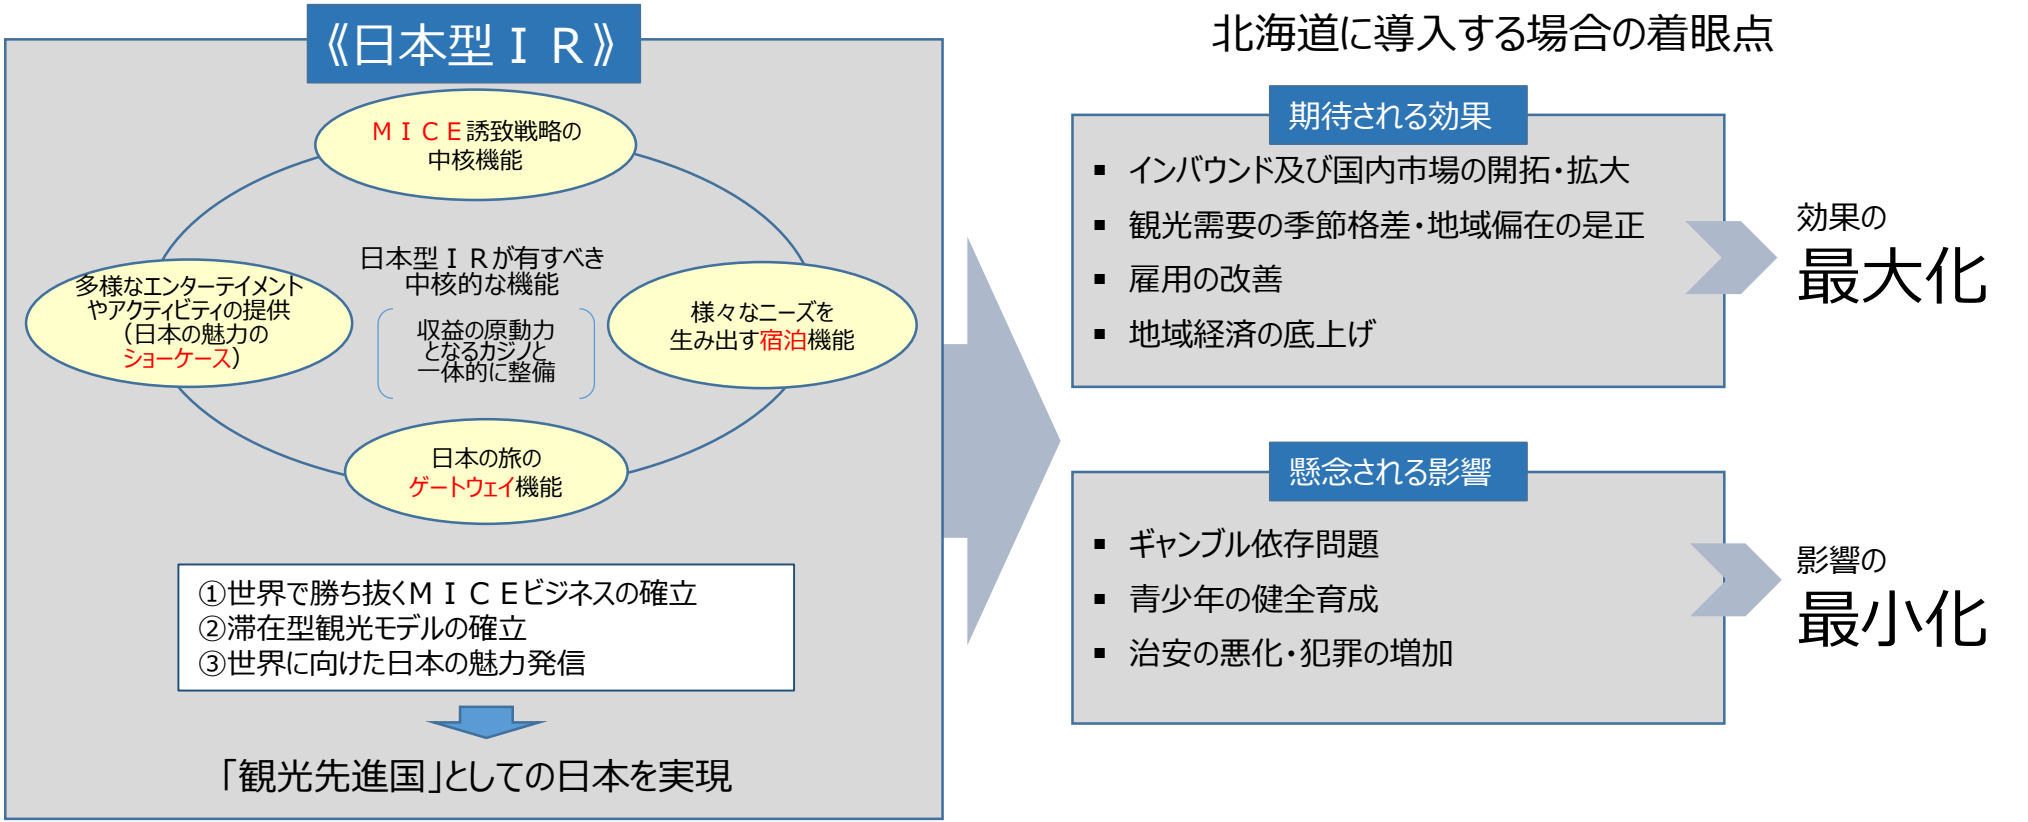 《日本型ＩＲ》
ＭＩＣＥ誘致戦略の
中核機能
多様なエンターテイメント
やアクティビティの提供
（日本の魅力の
ショーケース）
日本型ＩＲが有すべき
中核的な機能
収益の原動力
となるカジノと
一体的に整備
様々なニーズを
生み出す宿泊機能
日本の旅の
ゲートウェイ機能
①世界で勝ち抜くＭＩＣＥビジネスの確立
②滞在型観光モデルの確立
③世界に向けた日本の魅力発信
「観光先進国」としての日本を実現
北海道に導入する場合の着眼点
期待される効果
▪ インバウンド及び国内市場の開拓・拡大
▪ 観光需要の季節格差・地域偏在の是正
▪ 雇用の改善
▪ 地域経済の底上げ
効果の
最大化
懸念される影響
▪ ギャンブル依存問題
▪ 青少年の健全育成
▪ 治安の悪化・犯罪の増加
影響の
最小化